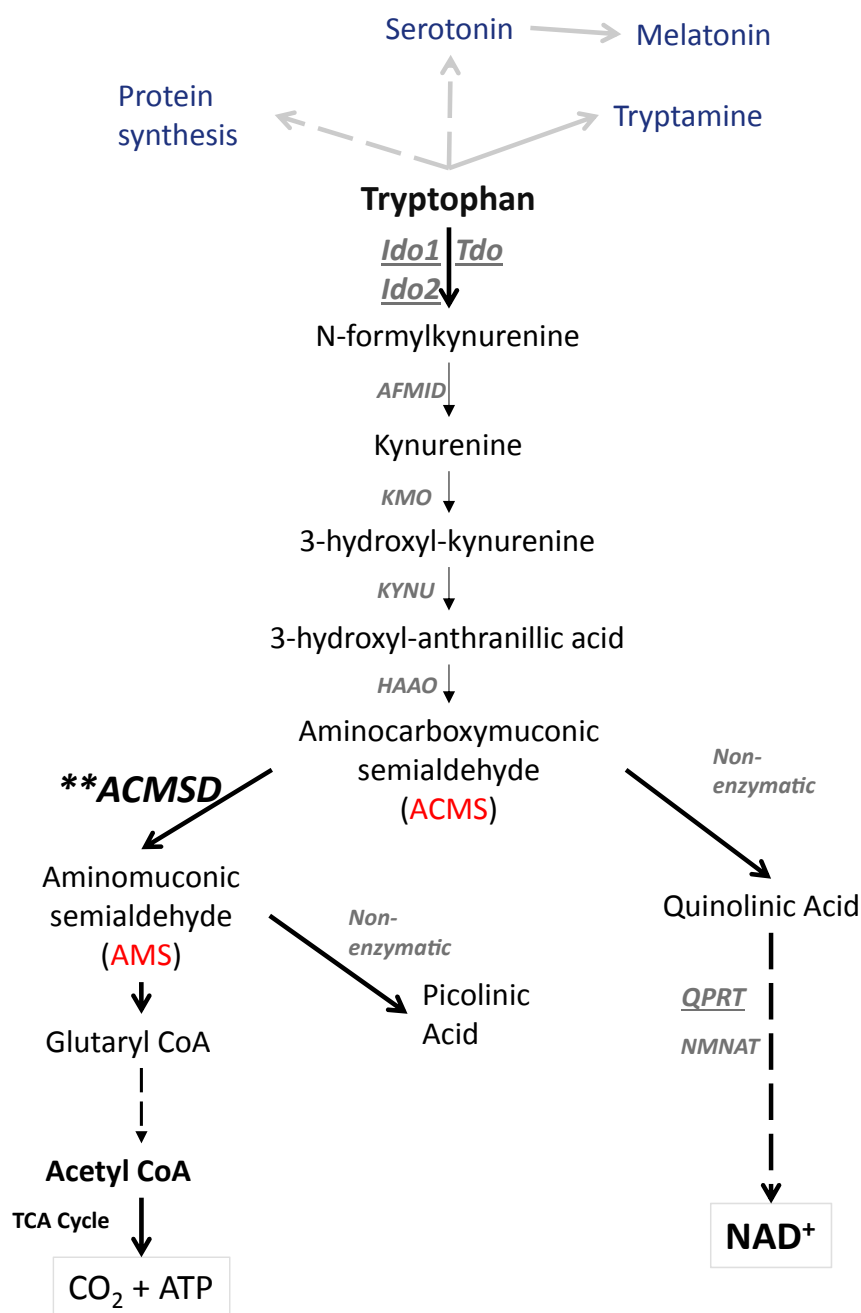 Serotonin
Melatonin
Protein
synthesis
Tryptamine
Tryptophan
Ido1 Tdo
Ido2
N-formylkynurenine
AFMID
Kynurenine
KMO
3-hydroxyl-kynurenine
KYNU
3-hydroxyl-anthranillic acid
HAAO
Aminocarboxymuconic
semialdehyde
(ACMS)
**ACMSD
Non-
enzymatic
Aminomuconic
semialdehyde
(AMS)
Non-
enzymatic
Picolinic
Acid
Quinolinic Acid
QPRT
NMNAT
Glutaryl CoA
Acetyl CoA
TCA Cycle
CO₂ + ATP
NAD⁺